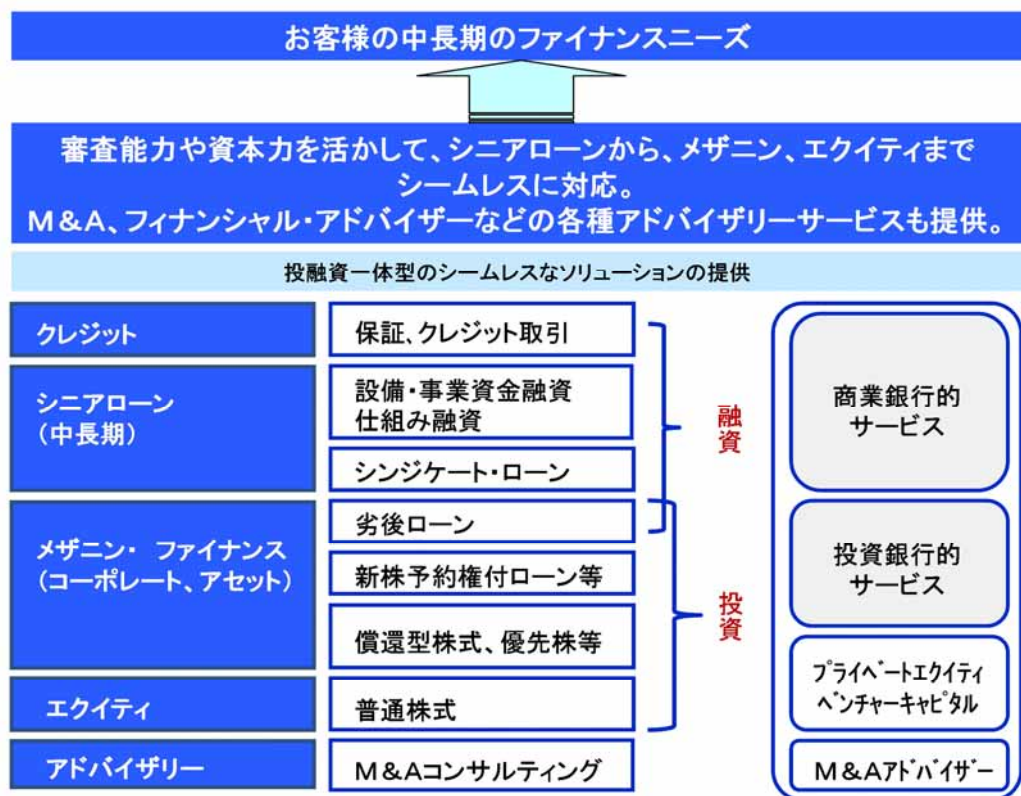 お客様の中長期のファイナンスニーズ
審査能力や資本力を活かして、シニアローンから、メザニン、エクイティまで
シームレスに対応。
M&A、フィナンシャル・アドバイザーなどの各種アドバイザリーサービスも提供。
投融資一体型のシームレスなソリューションの提供
クレジット
保証、クレジット取引
シニアローン
(中長期)
設備・事業資金融資
仕組み融資
シンジケート・ローン
メザニン・ ファイナンス
(コーポレート、アセット)
劣後ローン
新株予約権付ローン等
償還型株式、優先株等
エクイティ
普通株式
アドバイザリー
M&Aコンサルティング
融資
投資
商業銀行的
サービス
投資銀行的
サービス
プライベートエクイティ
ベンチャーキャピタル
M&Aアドバイザー